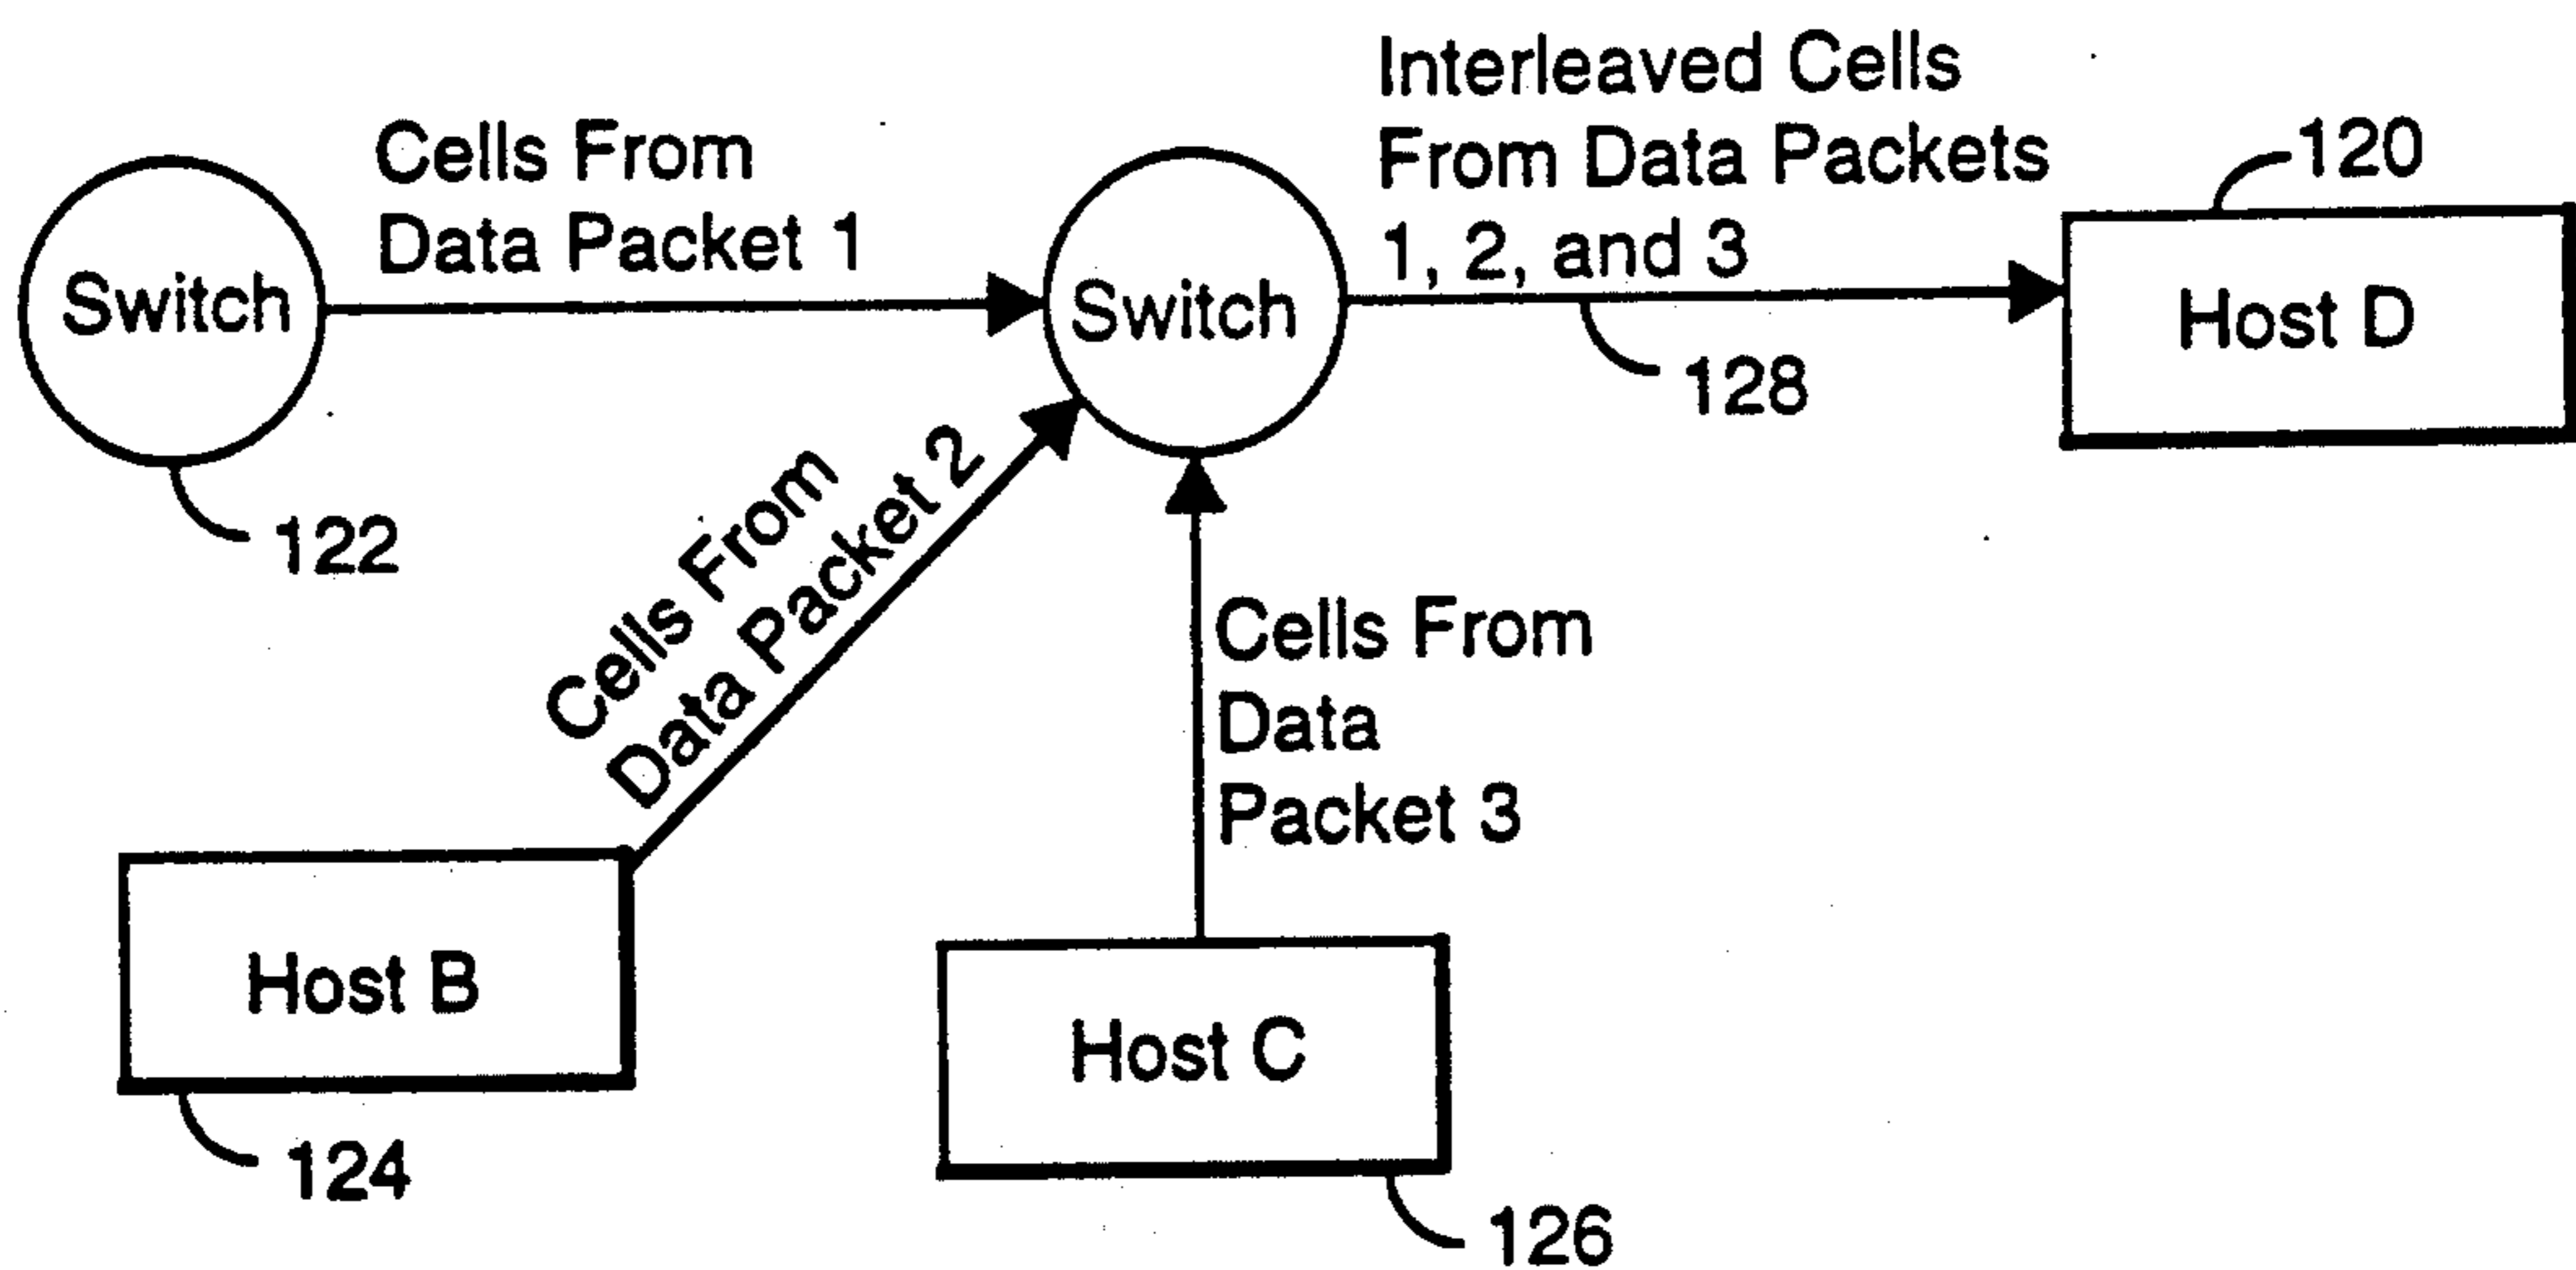 Interleaved Cells
From Data Packets
1, 2, and 3
120
Cells From
Data Packet 1
Switch
Switch
Host D
128
122
Cells From
Data Packet 2
Cells From
Data
Packet 3
Host B
Host C
124
126